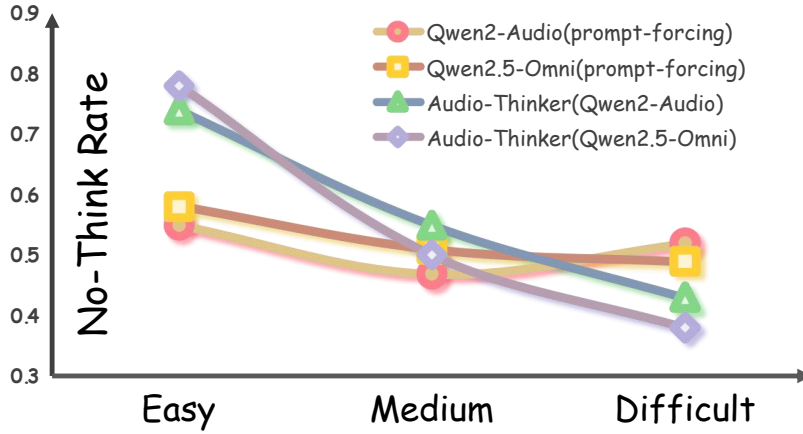 0.9
0.8
0.7
0.6
0.5
0.4
0.3
No-Think Rate
Qwen2-Audio(prompt-forcing)
Qwen2.5-Omni(prompt-forcing)
Audio-Thinker(Qwen2-Audio)
Audio-Thinker(Qwen2.5-Omni)
Easy Medium Difficult